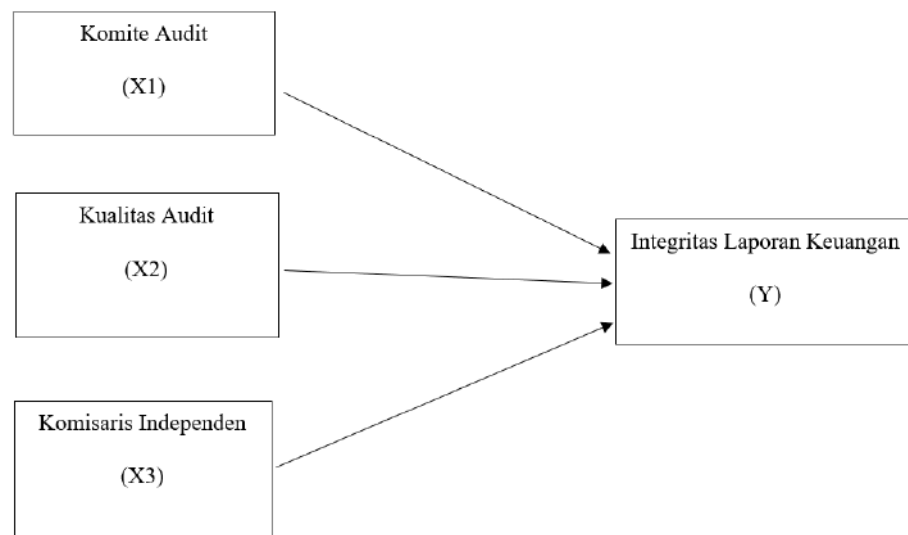 Komite Audit
(X1)
Kualitas Audit
(X2)
Integritas Laporan Keuangan
(Y)
Komisaris Independen
(X3)